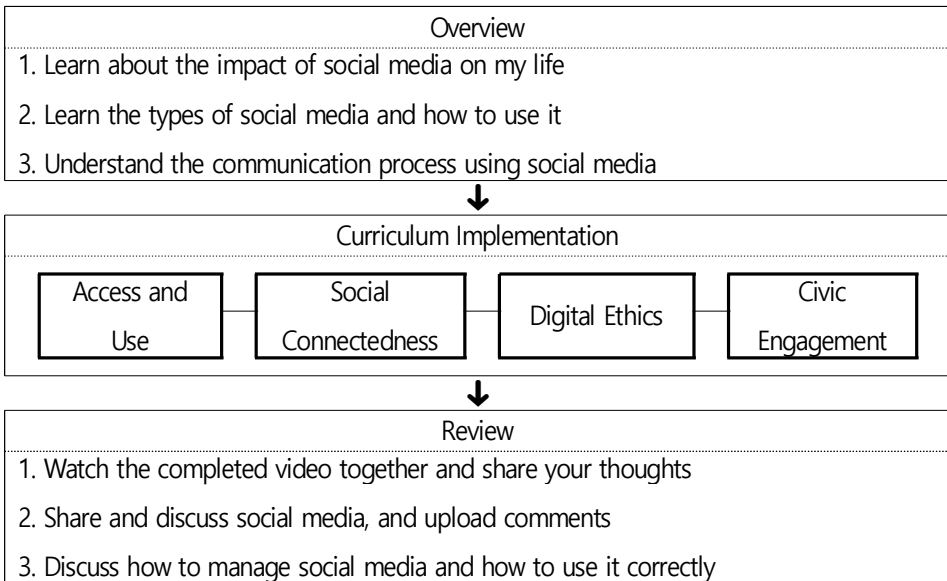 Overview
1. Learn about the impact of social media on my life
2. Learn the types of social media and how to use it
3. Understand the communication process using social media
Curriculum Implementation
Access and
Use
Social
Connectedness
Digital Ethics
Civic
Engagement
Review
1. Watch the completed video together and share your thoughts
2. Share and discuss social media, and upload comments
3. Discuss how to manage social media and how to use it correctly